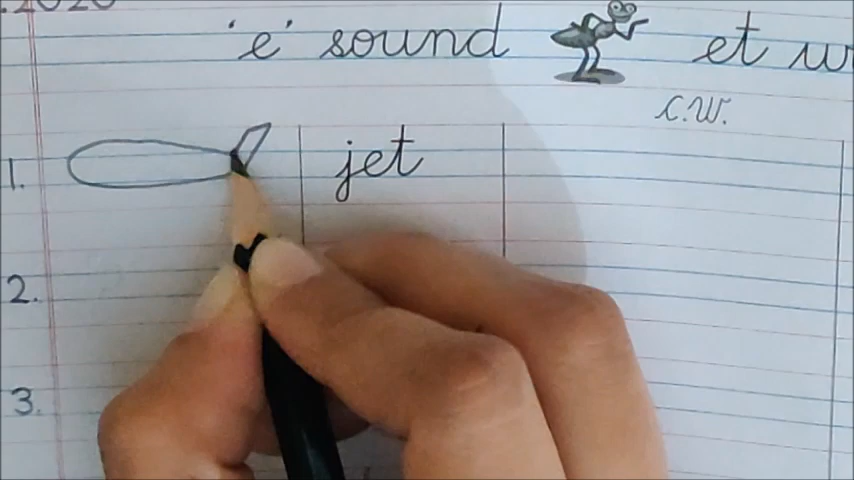 'e' sound et
c.w.
1. jet
2.
3.